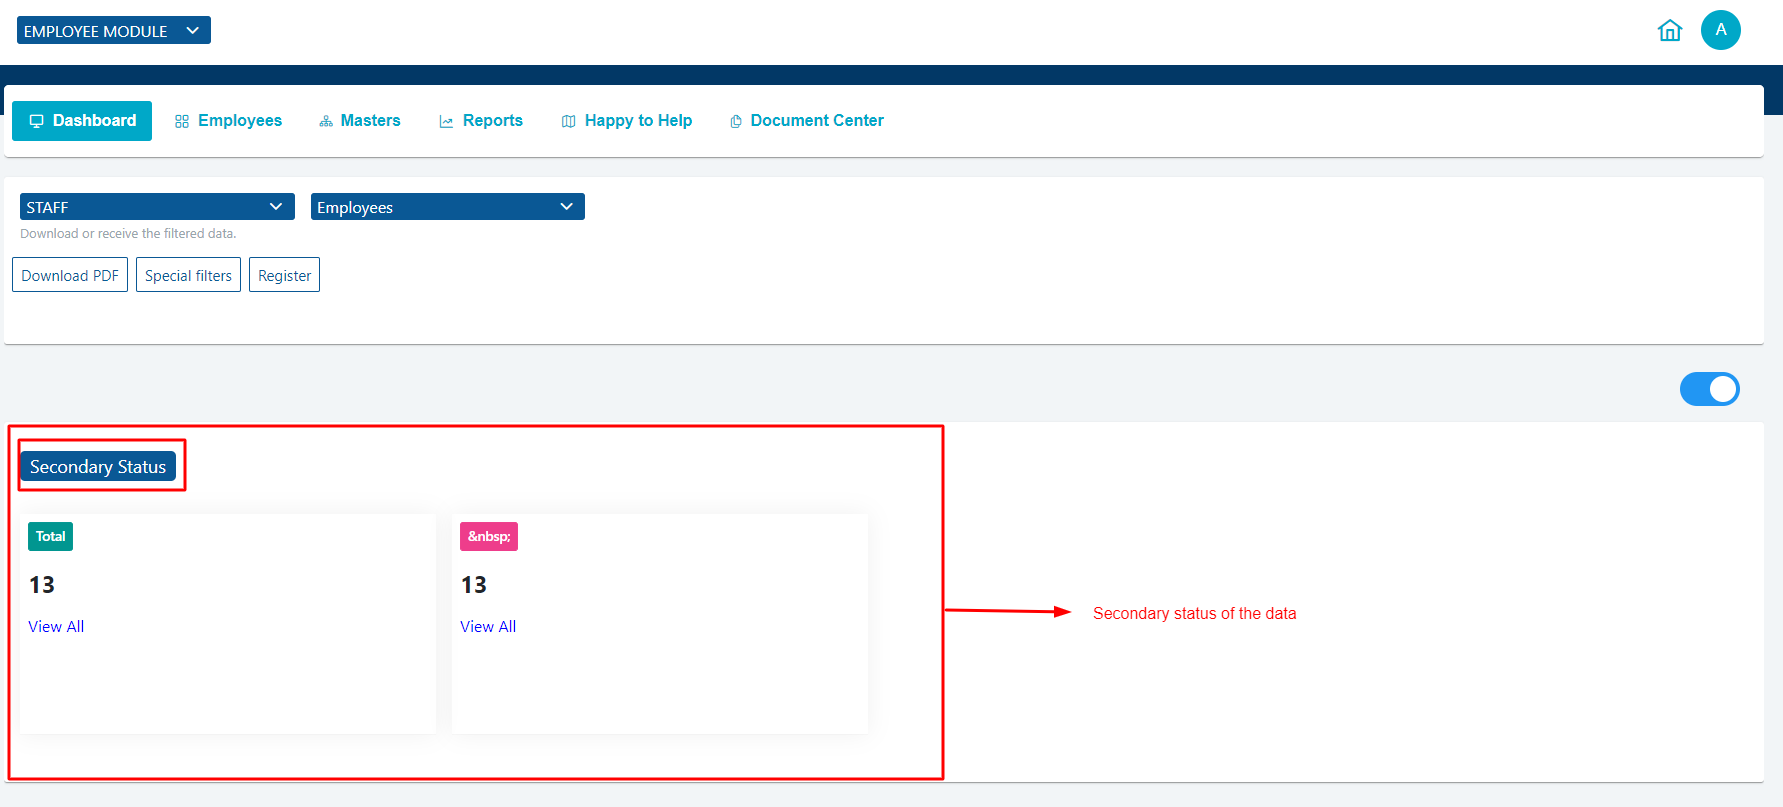 EMPLOYEE MODULE
A
Dashboard Employees Masters Reports Happy to Help Document Center
STAFF Employees
Download or receive the filtered data.
Download PDF Special filters Register
Secondary Status
Total &nbsp;
13 13
View All View All
Secondary status of the data